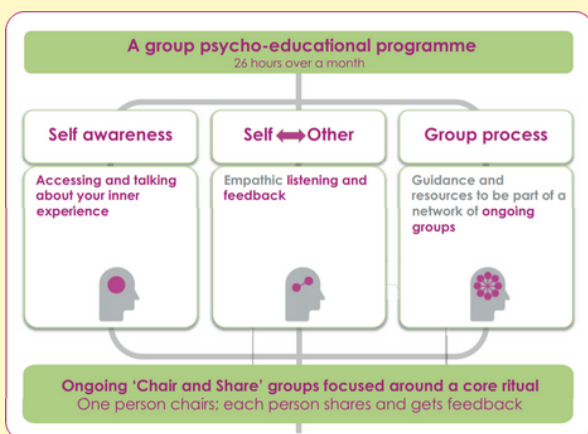 A group psycho-educational programme
26 hours over a month
Self awareness
Self ⟷ Other
Group process
Accessing and talking
about your inner
experience
Empathic listening and
feedback
Guidance and
resources to be part of a
network of ongoing
groups
Ongoing ‘Chair and Share’ groups focused around a core ritual
One person chairs; each person shares and gets feedback